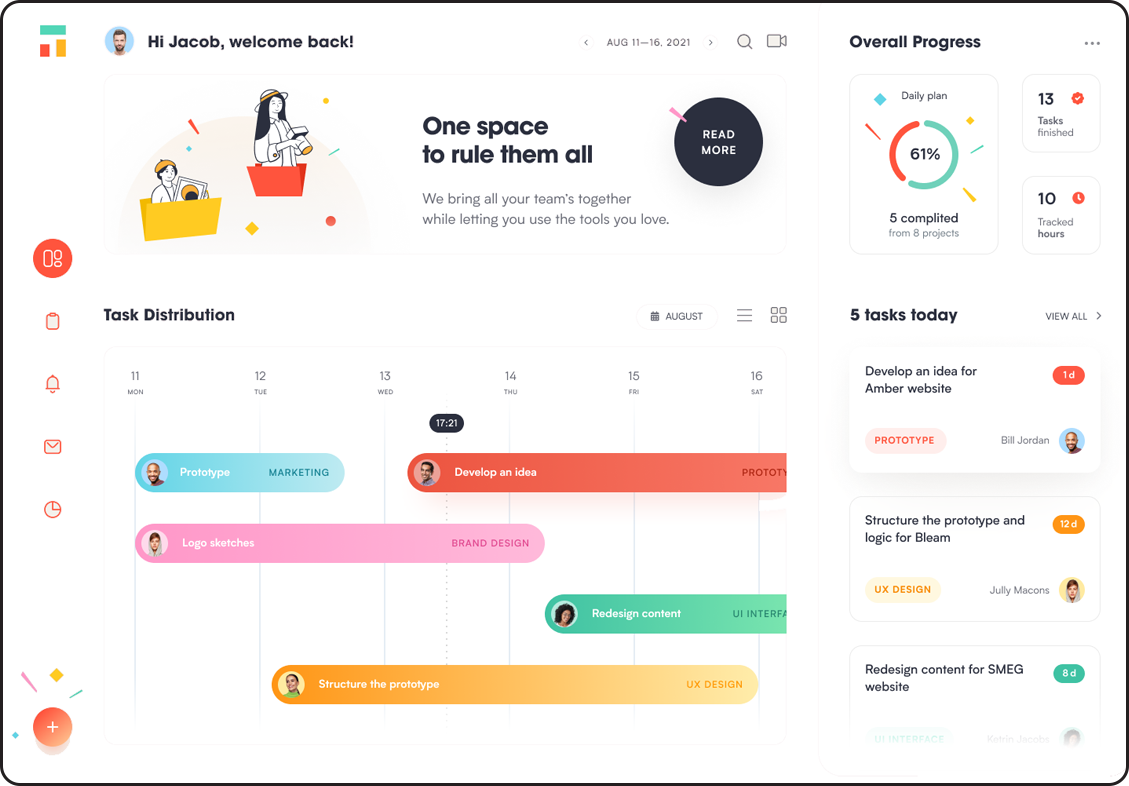 Hi Jacob, welcome back!
AUG 11—16, 2021
One space
to rule them all
We bring all your team's together
while letting you use the tools you love.
READ
MORE
Overall Progress
Daily plan
61%
5 complited
from 8 projects
13
Tasks
finished
10
Tracked
hours
Task Distribution
AUGUST
11 12 13 14 15 16
MON TUE WED THU FRI SAT
17:21
Prototype MARKETING
Develop an idea PROTOTY
Logo sketches BRAND DESIGN
Redesign content UI INTERFA
Structure the prototype UX DESIGN
5 tasks today
VIEW ALL
Develop an idea for
Amber website
1 d
PROTOTYPE
Bill Jordan
Structure the prototype and
logic for Bleam
12 d
UX DESIGN
Jully Macons
Redesign content for SMEG
website
8 d
UI INTERFACE
Ketrin Jacobs